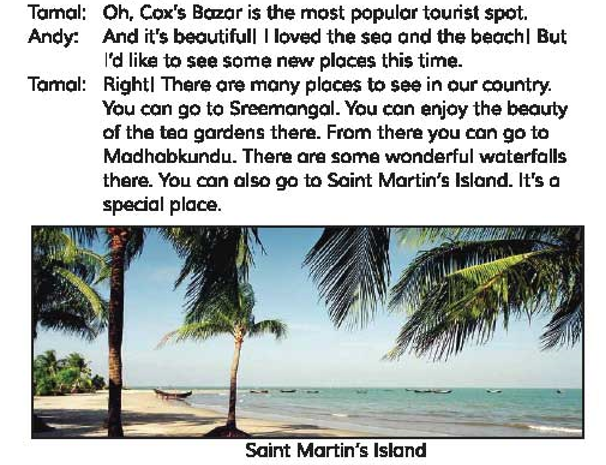 Tamal: Oh, Cox's Bazar is the most popular tourist spot.
Andy: And it's beautiful! I loved the sea and the beach! But
I'd like to see some new places this time.
Tamal: Right! There are many places to see in our country.
You can go to Sreemangal. You can enjoy the beauty
of the tea gardens there. From there you can go to
Madhabkundu. There are some wonderful waterfalls
there. You can also go to Saint Martin's Island. It's a
special place.
Saint Martin's Island